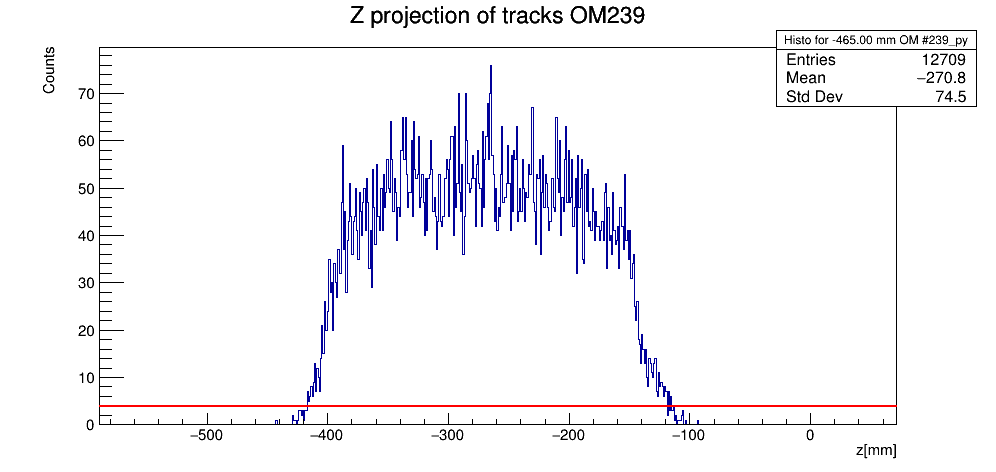 Z projection of tracks OM239
Histo for -465.00 mm OM #239_py
Entries 12709
Mean −270.8
Std Dev 74.5
Counts
70
60
50
40
30
20
10
0
−500 −400 −300 −200 −100 0
z[mm]